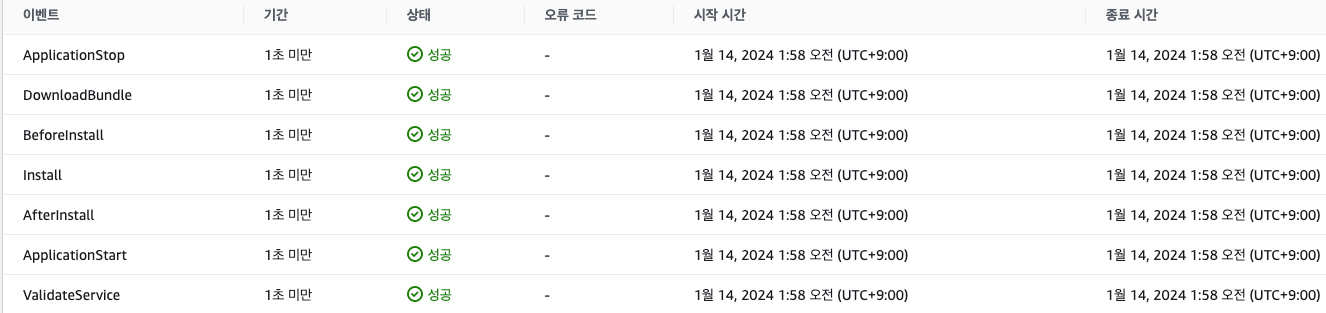 이벤트 기간 상태 오류 코드 시작 시간 종료 시간
ApplicationStop 1초 미만 성공 - 1월 14, 2024 1:58 오전 (UTC+9:00) 1월 14, 2024 1:58 오전 (UTC+9:00)
DownloadBundle 1초 미만 성공 - 1월 14, 2024 1:58 오전 (UTC+9:00) 1월 14, 2024 1:58 오전 (UTC+9:00)
BeforeInstall 1초 미만 성공 - 1월 14, 2024 1:58 오전 (UTC+9:00) 1월 14, 2024 1:58 오전 (UTC+9:00)
Install 1초 미만 성공 - 1월 14, 2024 1:58 오전 (UTC+9:00) 1월 14, 2024 1:58 오전 (UTC+9:00)
AfterInstall 1초 미만 성공 - 1월 14, 2024 1:58 오전 (UTC+9:00) 1월 14, 2024 1:58 오전 (UTC+9:00)
ApplicationStart 1초 미만 성공 - 1월 14, 2024 1:58 오전 (UTC+9:00) 1월 14, 2024 1:58 오전 (UTC+9:00)
ValidateService 1초 미만 성공 - 1월 14, 2024 1:58 오전 (UTC+9:00) 1월 14, 2024 1:58 오전 (UTC+9:00)